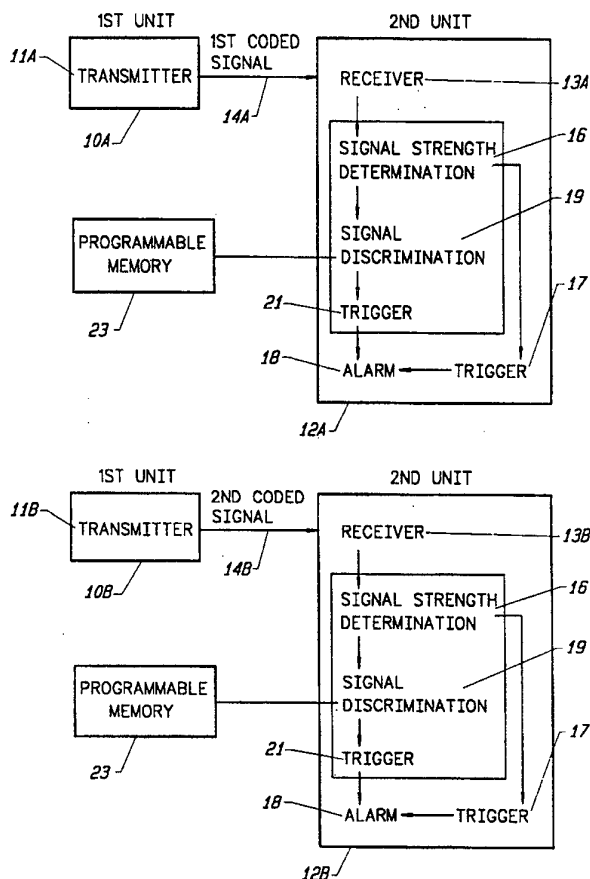 1ST UNIT
2ND UNIT
11A
TRANSMITTER
1ST CODED
SIGNAL
10A
14A
RECEIVER
13A
16
SIGNAL STRENGTH
DETERMINATION
19
PROGRAMMABLE
MEMORY
SIGNAL
DISCRIMINATION
23
17
21
TRIGGER
18
ALARM
TRIGGER
12A
1ST UNIT
2ND UNIT
11B
TRANSMITTER
2ND CODED
SIGNAL
10B
14B
RECEIVER
13B
16
SIGNAL STRENGTH
DETERMINATION
19
PROGRAMMABLE
MEMORY
SIGNAL
DISCRIMINATION
23
17
21
TRIGGER
18
ALARM
TRIGGER
12B